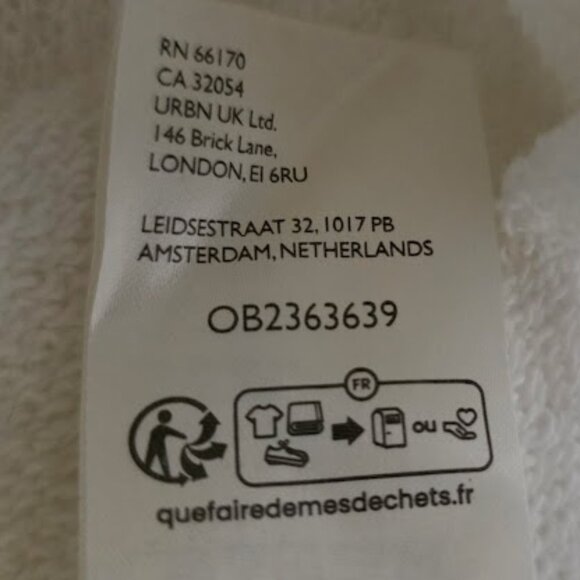 RN 66170
CA 32054
URBN UK Ltd.
146 Brick Lane,
LONDON, E1 6RU
LEIDSESTRAAT 32, 1017 PB
AMSTERDAM, NETHERLANDS
OB2363639
FR
ou
quefairedemesdechets.fr